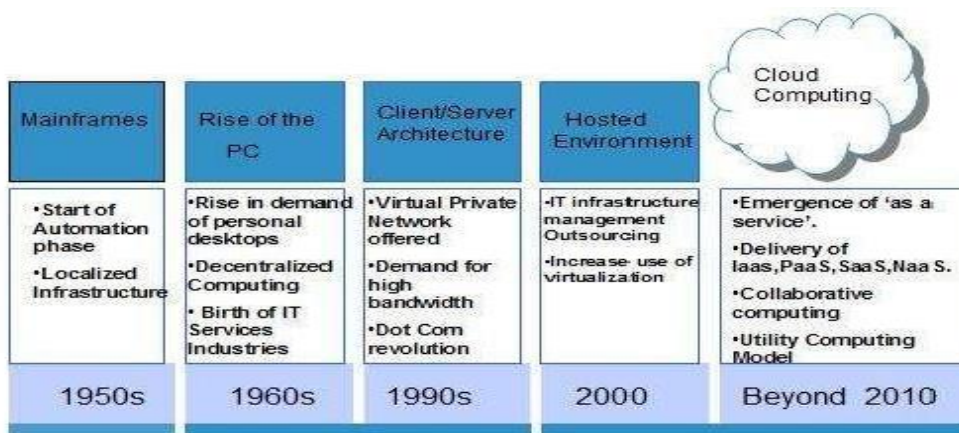 Mainframes
Rise of the
PC
Client/Server
Architecture
Hosted
Environment
Cloud
Computing
•Start of
Automation
phase
•Localized
Infrastructure
•Rise in demand
of personal
desktops
•Decentralized
Computing
• Birth of IT
Services
Industries
•Virtual Private
Network
offered
•Demand for
high
bandwidth
•Dot Com
revolution
•IT infrastructure
management
Outsourcing
•Increase use of
virtualization
•Emergence of ‘as a
service’.
•Delivery of
Iaas,PaaS,SaaS,NaaS.
•Collaborative
computing
•Utility Computing
Model
1950s
1960s
1990s
2000
Beyond 2010